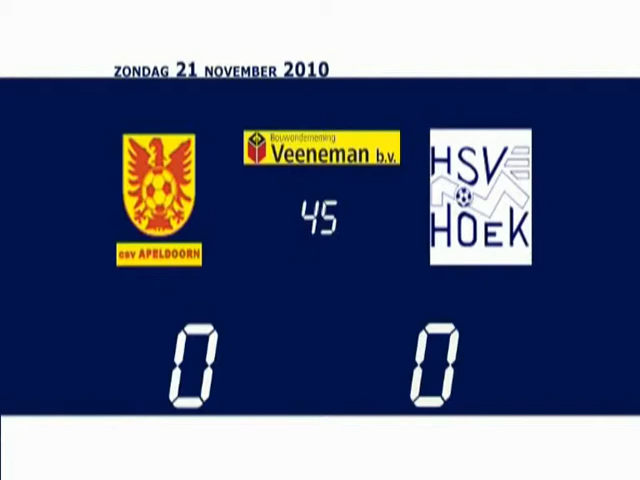 ZONDAG 21 NOVEMBER 2010
Bouwonderneming
Veeneman b.v.
csv APELDOORN
45
HSV
HOEK
0 0